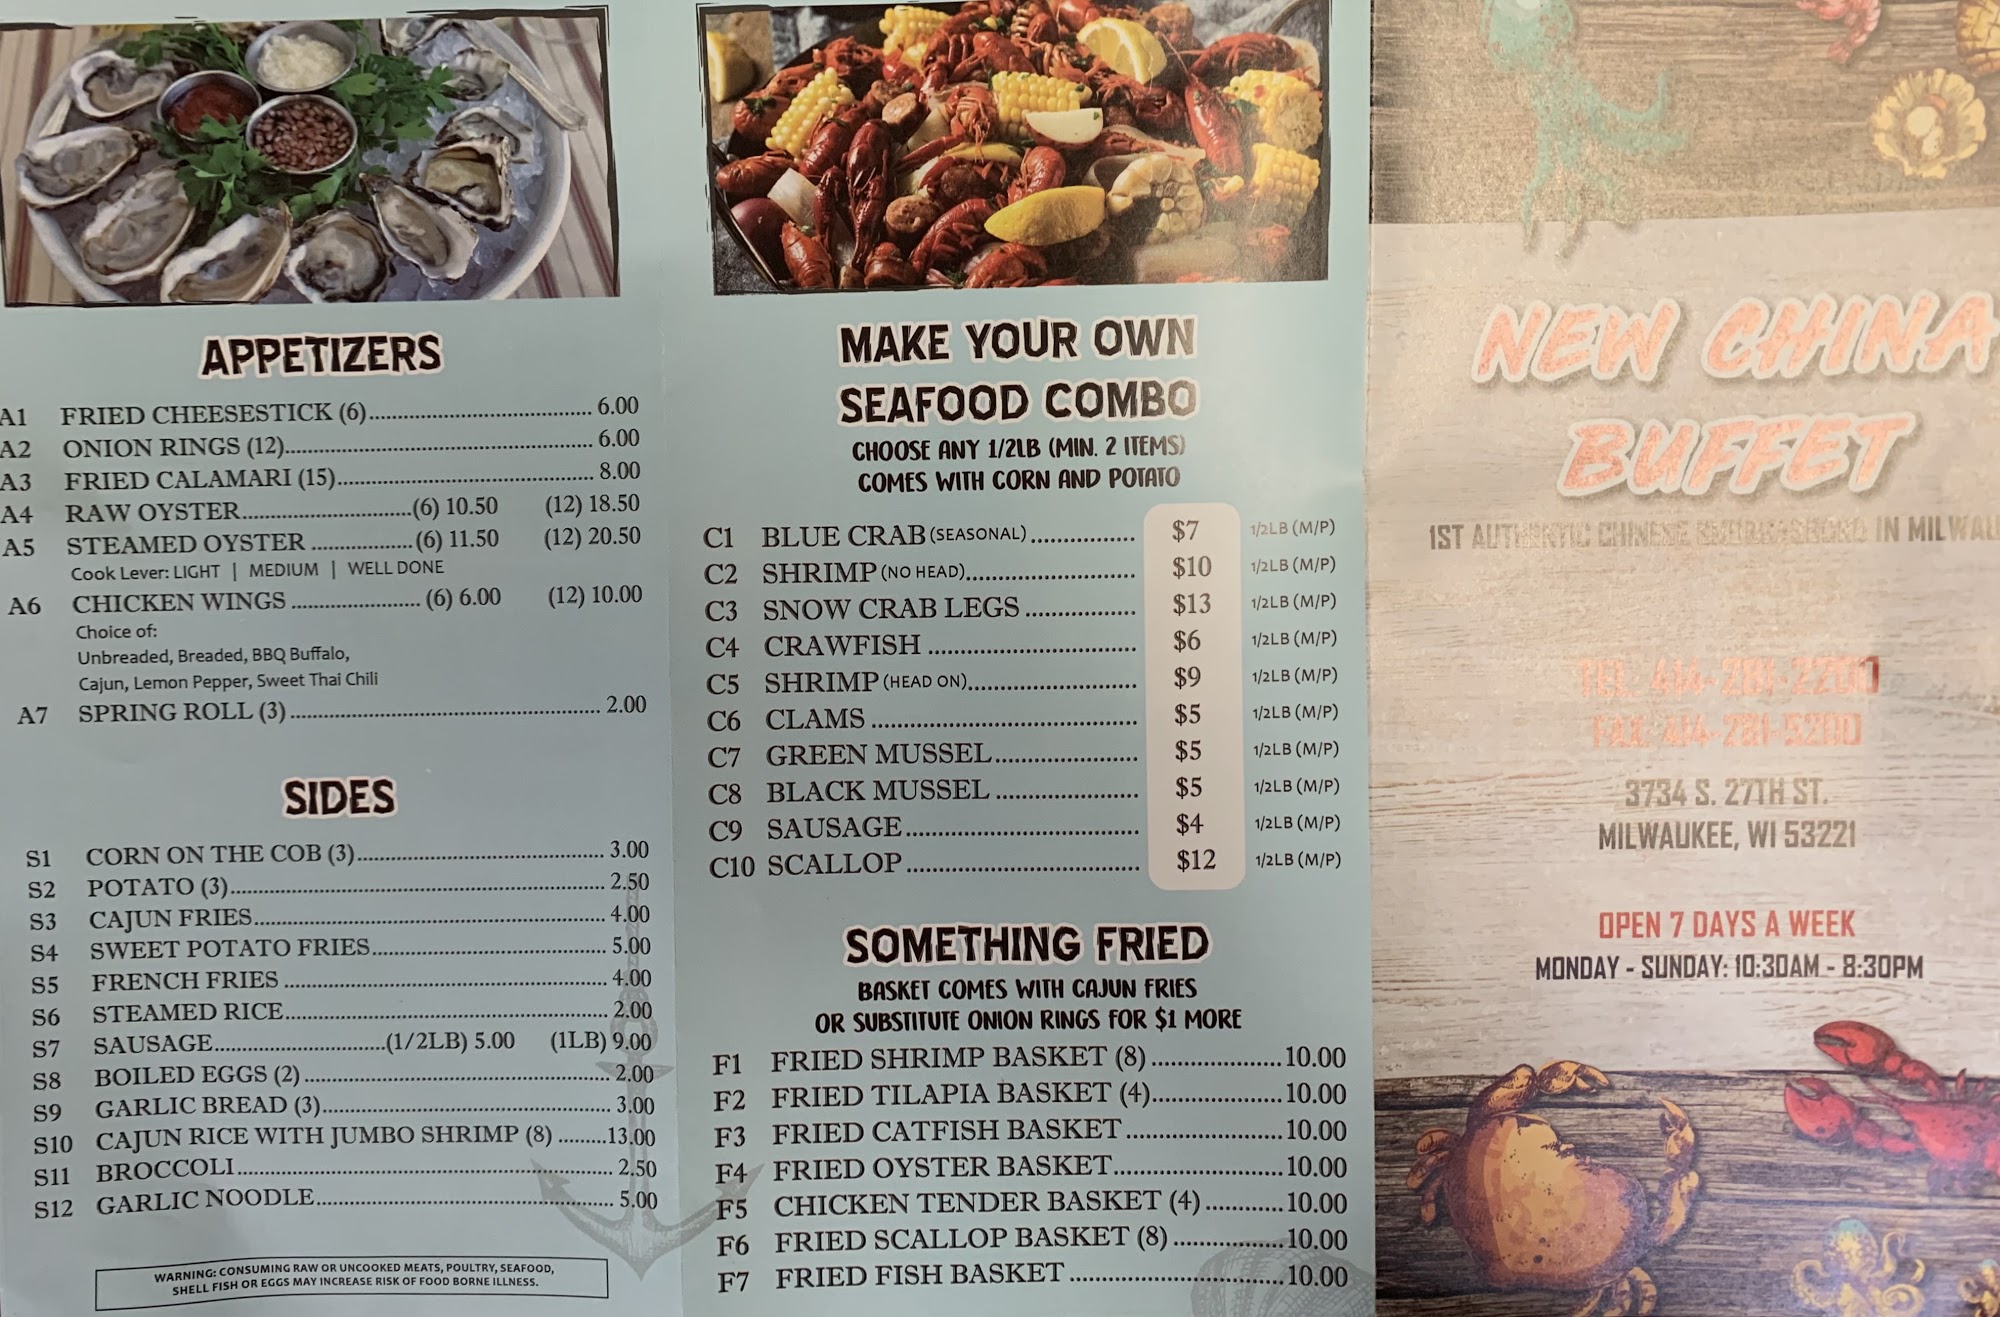 APPETIZERS
A1 FRIED CHEESESTICK (6) 6.00
A2 ONION RINGS (12) 6.00
A3 FRIED CALAMARI (15) 8.00
A4 RAW OYSTER (6) 10.50 (12) 18.50
A5 STEAMED OYSTER (6) 11.50 (12) 20.50
Cook Lever: LIGHT | MEDIUM | WELL DONE
A6 CHICKEN WINGS (6) 6.00 (12) 10.00
Choice of:
Unbreaded, Breaded, BBQ Buffalo,
Cajun, Lemon Pepper, Sweet Thai Chili
A7 SPRING ROLL (3) 2.00
SIDES
S1 CORN ON THE COB (3) 3.00
S2 POTATO (3) 2.50
S3 CAJUN FRIES 4.00
S4 SWEET POTATO FRIES 5.00
S5 FRENCH FRIES 4.00
S6 STEAMED RICE 2.00
S7 SAUSAGE (1/2LB) 5.00 (1LB) 9.00
S8 BOILED EGGS (2) 2.00
S9 GARLIC BREAD (3) 3.00
S10 CAJUN RICE WITH JUMBO SHRIMP (8) 13.00
S11 BROCCOLI 2.50
S12 GARLIC NOODLE 5.00
WARNING: CONSUMING RAW OR UNCOOKED MEATS, POULTRY, SEAFOOD,
SHELL FISH OR EGGS MAY INCREASE RISK OF FOOD BORNE ILLNESS.
MAKE YOUR OWN
SEAFOOD COMBO
CHOOSE ANY 1/2LB (MIN. 2 ITEMS)
COMES WITH CORN AND POTATO
C1 BLUE CRAB (SEASONAL) $7 1/2LB (M/P)
C2 SHRIMP (NO HEAD) $10 1/2LB (M/P)
C3 SNOW CRAB LEGS $13 1/2LB (M/P)
C4 CRAWFISH $6 1/2LB (M/P)
C5 SHRIMP (HEAD ON) $9 1/2LB (M/P)
C6 CLAMS $5 1/2LB (M/P)
C7 GREEN MUSSEL $5 1/2LB (M/P)
C8 BLACK MUSSEL $5 1/2LB (M/P)
C9 SAUSAGE $4 1/2LB (M/P)
C10 SCALLOP $12 1/2LB (M/P)
SOMETHING FRIED
BASKET COMES WITH CAJUN FRIES
OR SUBSTITUTE ONION RINGS FOR $1 MORE
F1 FRIED SHRIMP BASKET (8) 10.00
F2 FRIED TILAPIA BASKET (4) 10.00
F3 FRIED CATFISH BASKET 10.00
F4 FRIED OYSTER BASKET 10.00
F5 CHICKEN TENDER BASKET (4) 10.00
F6 FRIED SCALLOP BASKET (8) 10.00
F7 FRIED FISH BASKET 10.00
NEW CHINA
BUFFET
1ST AUTHENTIC CHINESE SMORGASBORD IN MILWAU
TEL: 414-281-2200
FAX: 414-281-5200
3734 S. 27TH ST.
MILWAUKEE, WI 53221
OPEN 7 DAYS A WEEK
MONDAY - SUNDAY: 10:30AM - 8:30PM